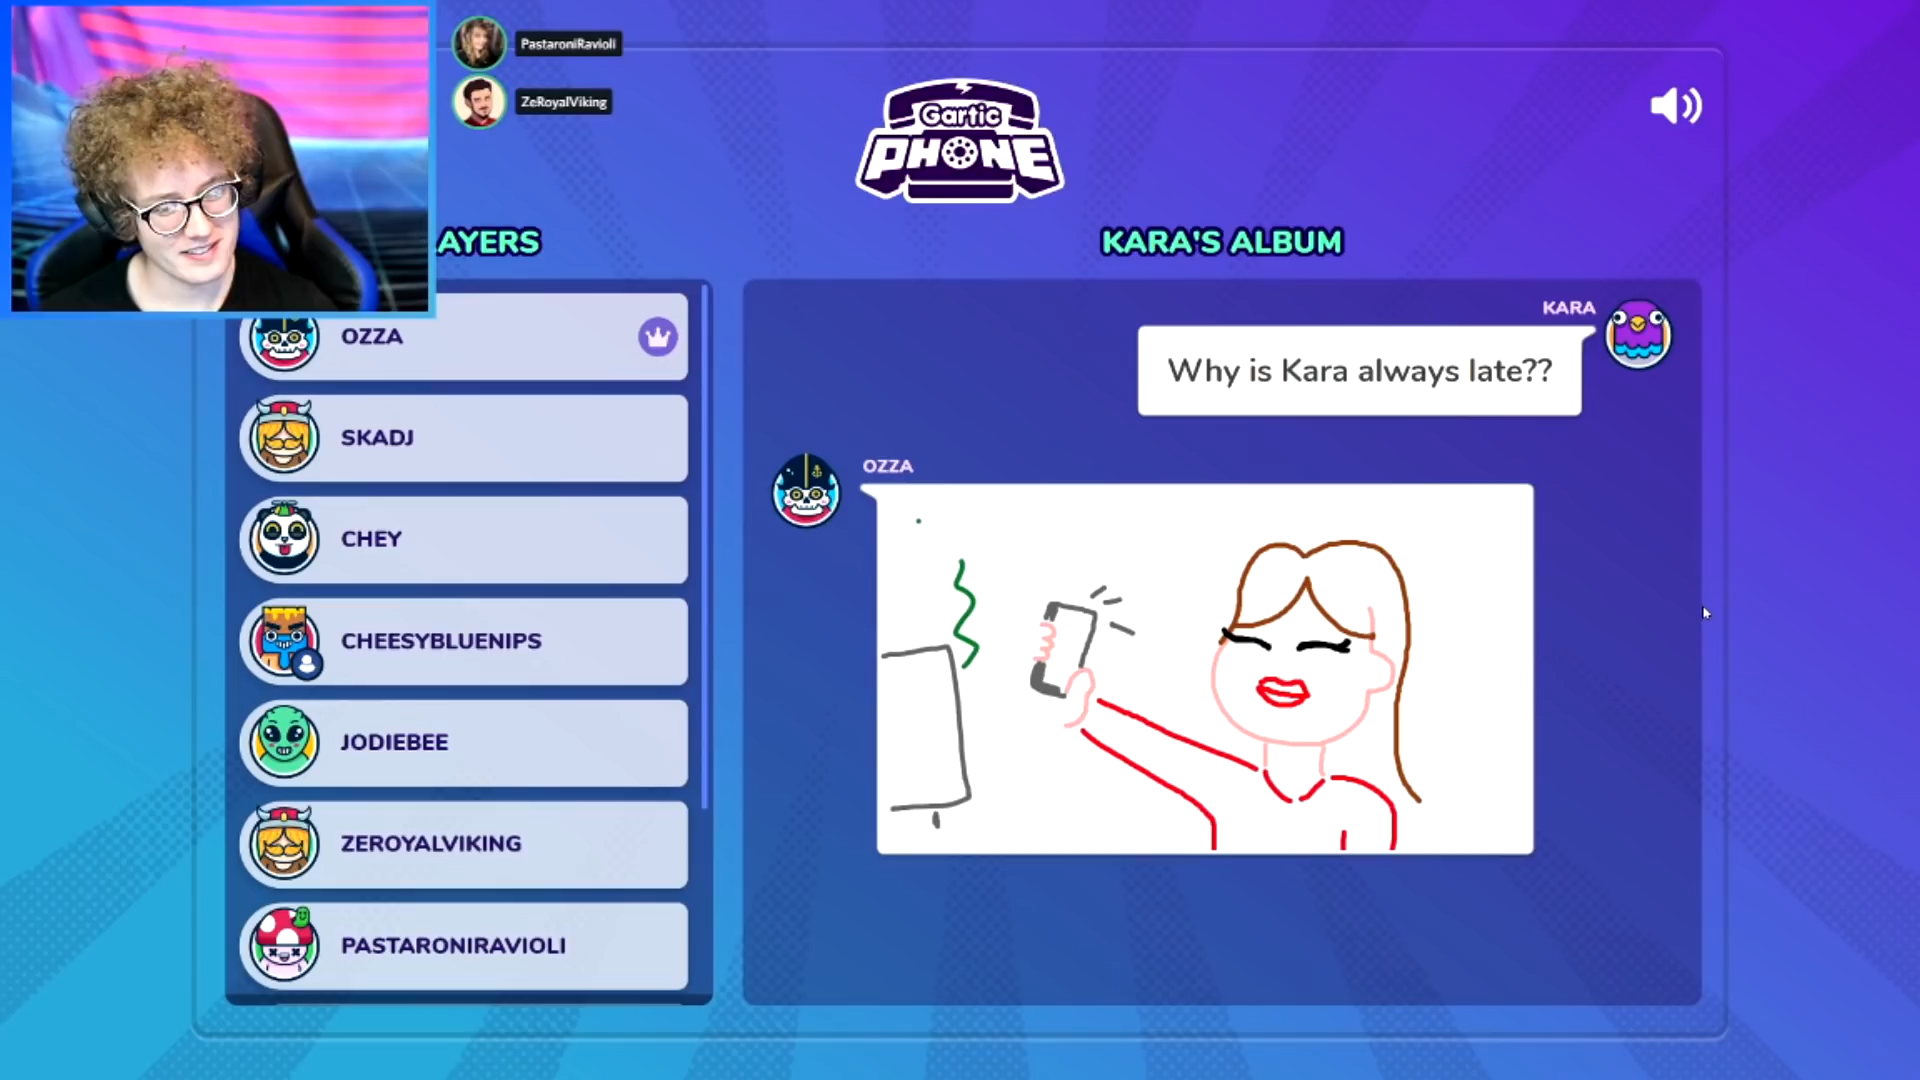 PastaroniRavioli
ZeRoyalViking
Gartic
PHONE
AYERS
KARA'S ALBUM
OZZA
SKADJ
CHEY
CHEESYBLUENIPS
JODIEBEE
ZEROYALVIKING
PASTARONIRAVIOLI
KARA
Why is Kara always late??
OZZA